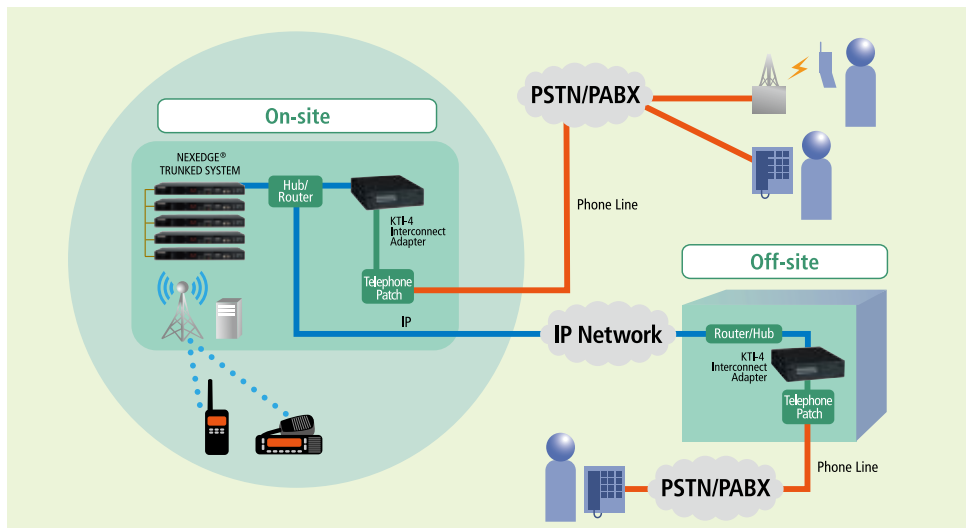 On-site
NEXEDGE®
TRUNKED SYSTEM
Hub/
Router
KTI-4
Interconnect
Adapter
Telephone
Patch
IP
PSTN/PABX
Phone Line
IP Network
Off-site
Router/Hub
KTI-4
Interconnect
Adapter
Telephone
Patch
Phone Line
PSTN/PABX